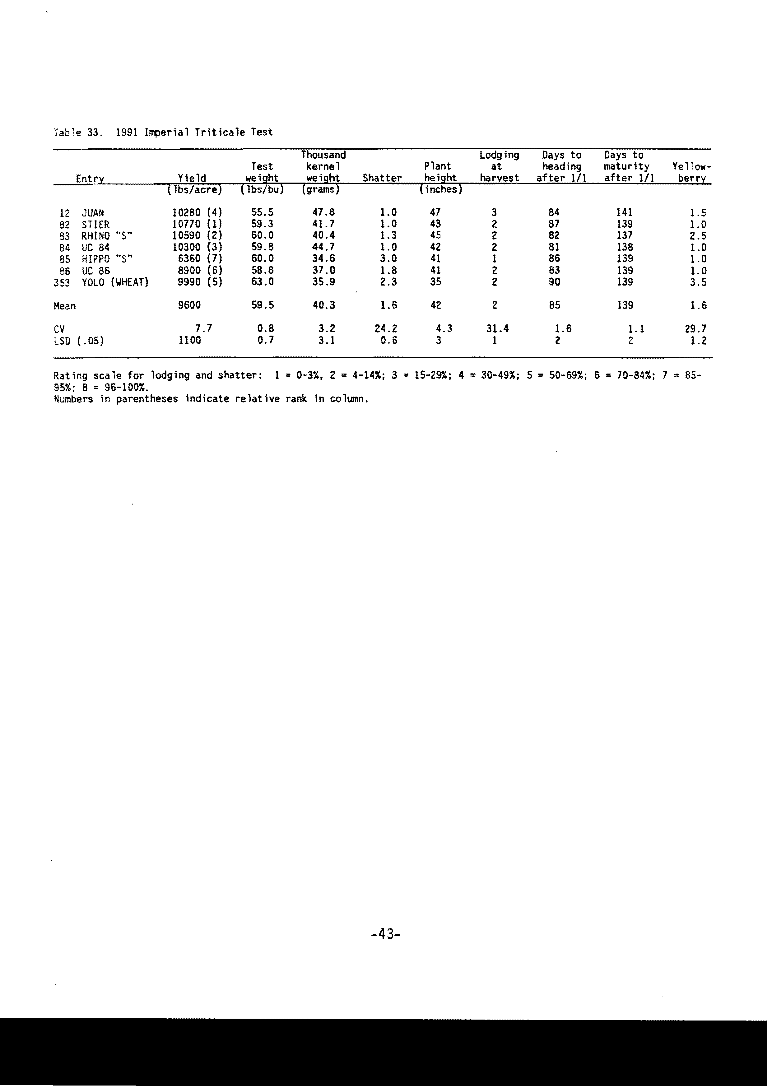 Table 33. 1991 Imperial Triticale Test
Thousand Lodging Days to Days to
Test kernel Plant at heading maturity Yellow-
Entry Yield weight weight Shatter height harvest after 1/1 after 1/1 berry
(lbs/acre) (lbs/bu) (grams) (inches)
12 JUAN 10280 (4) 55.5 47.8 1.0 47 3 84 141 1.5
82 STIER 10770 (1) 59.3 41.7 1.0 43 2 87 139 1.0
83 RHINO "S" 10590 (2) 60.0 40.4 1.3 45 2 82 137 2.5
84 UC 84 10300 (3) 59.8 44.7 1.0 42 2 81 138 1.0
85 HIPPO "S" 6360 (7) 60.0 34.6 3.0 41 1 86 139 1.0
86 UC 86 8900 (6) 58.8 37.0 1.8 41 2 83 139 1.0
353 YOLO (WHEAT) 9990 (5) 63.0 35.9 2.3 35 2 90 139 3.5
Mean 9600 59.5 40.3 1.6 42 2 85 139 1.6
CV 7.7 0.8 3.2 24.2 4.3 31.4 1.6 1.1 29.7
LSD (.05) 1100 0.7 3.1 0.6 3 1 2 2 1.2
Rating scale for lodging and shatter: 1 = 0-3%, 2 = 4-14%; 3 = 15-29%; 4 = 30-49%; 5 = 50-69%; 6 = 70-84%; 7 = 85-
95%; 8 = 96-100%.
Numbers in parentheses indicate relative rank in column.
-43-